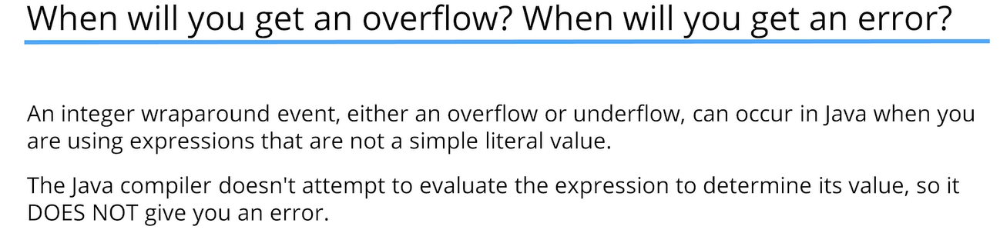 When will you get an overflow? When will you get an error?
An integer wraparound event, either an overflow or underflow, can occur in Java when you
are using expressions that are not a simple literal value.
The Java compiler doesn't attempt to evaluate the expression to determine its value, so it
DOES NOT give you an error.